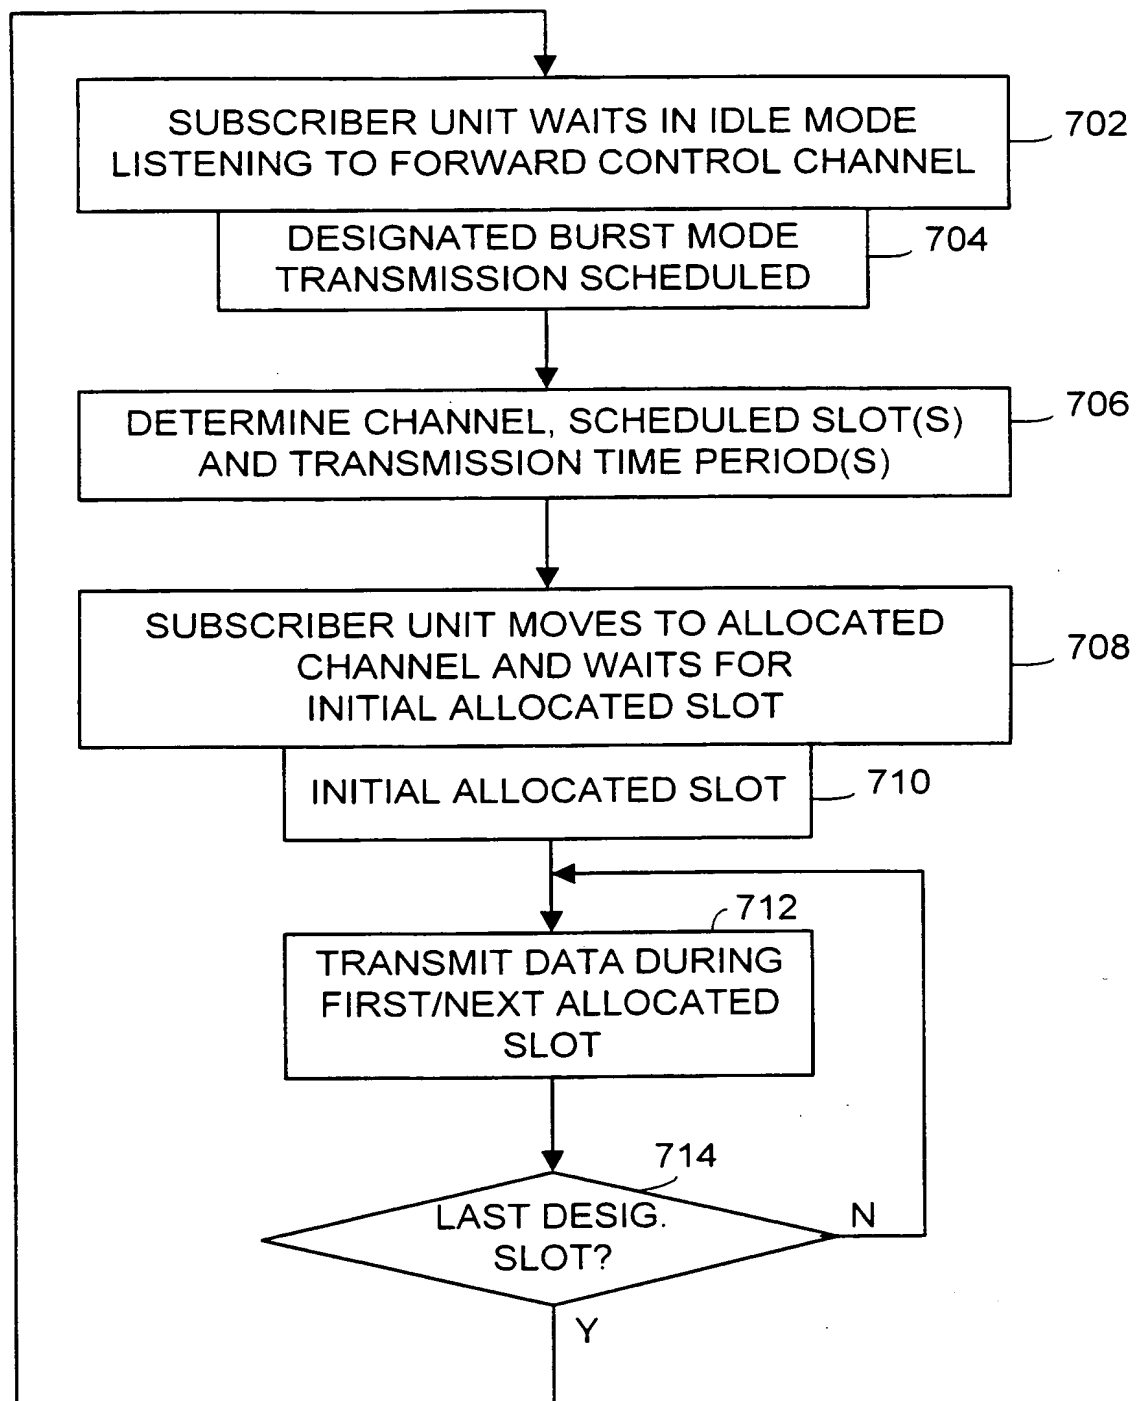 SUBSCRIBER UNIT WAITS IN IDLE MODE
LISTENING TO FORWARD CONTROL CHANNEL
702
DESIGNATED BURST MODE
TRANSMISSION SCHEDULED
704
DETERMINE CHANNEL, SCHEDULED SLOT(S)
AND TRANSMISSION TIME PERIOD(S)
706
SUBSCRIBER UNIT MOVES TO ALLOCATED
CHANNEL AND WAITS FOR
INITIAL ALLOCATED SLOT
708
INITIAL ALLOCATED SLOT
710
712
TRANSMIT DATA DURING
FIRST/NEXT ALLOCATED
SLOT
714
LAST DESIG.
SLOT?
N
Y